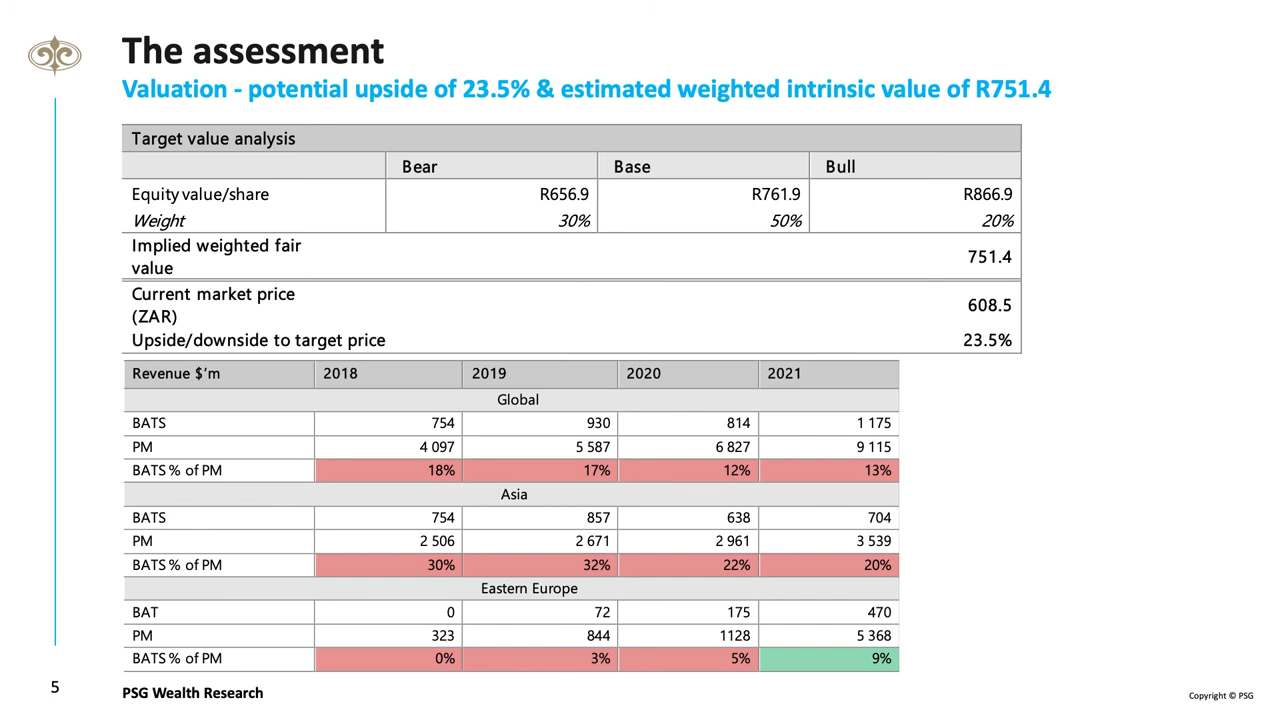 The assessment
Valuation - potential upside of 23.5% & estimated weighted intrinsic value of R751.4
Target value analysis
Bear Base Bull
Equity value/share R656.9 R761.9 R866.9
Weight 30% 50% 20%
Implied weighted fair
value 751.4
Current market price
(ZAR) 608.5
Upside/downside to target price 23.5%
Revenue $'m 2018 2019 2020 2021
Global
BATS 754 930 814 1 175
PM 4 097 5 587 6 827 9 115
BATS % of PM 18% 17% 12% 13%
Asia
BATS 754 857 638 704
PM 2 506 2 671 2 961 3 539
BATS % of PM 30% 32% 22% 20%
Eastern Europe
BAT 0 72 175 470
PM 323 844 1128 5 368
BATS % of PM 0% 3% 5% 9%
5 PSG Wealth Research Copyright © PSG